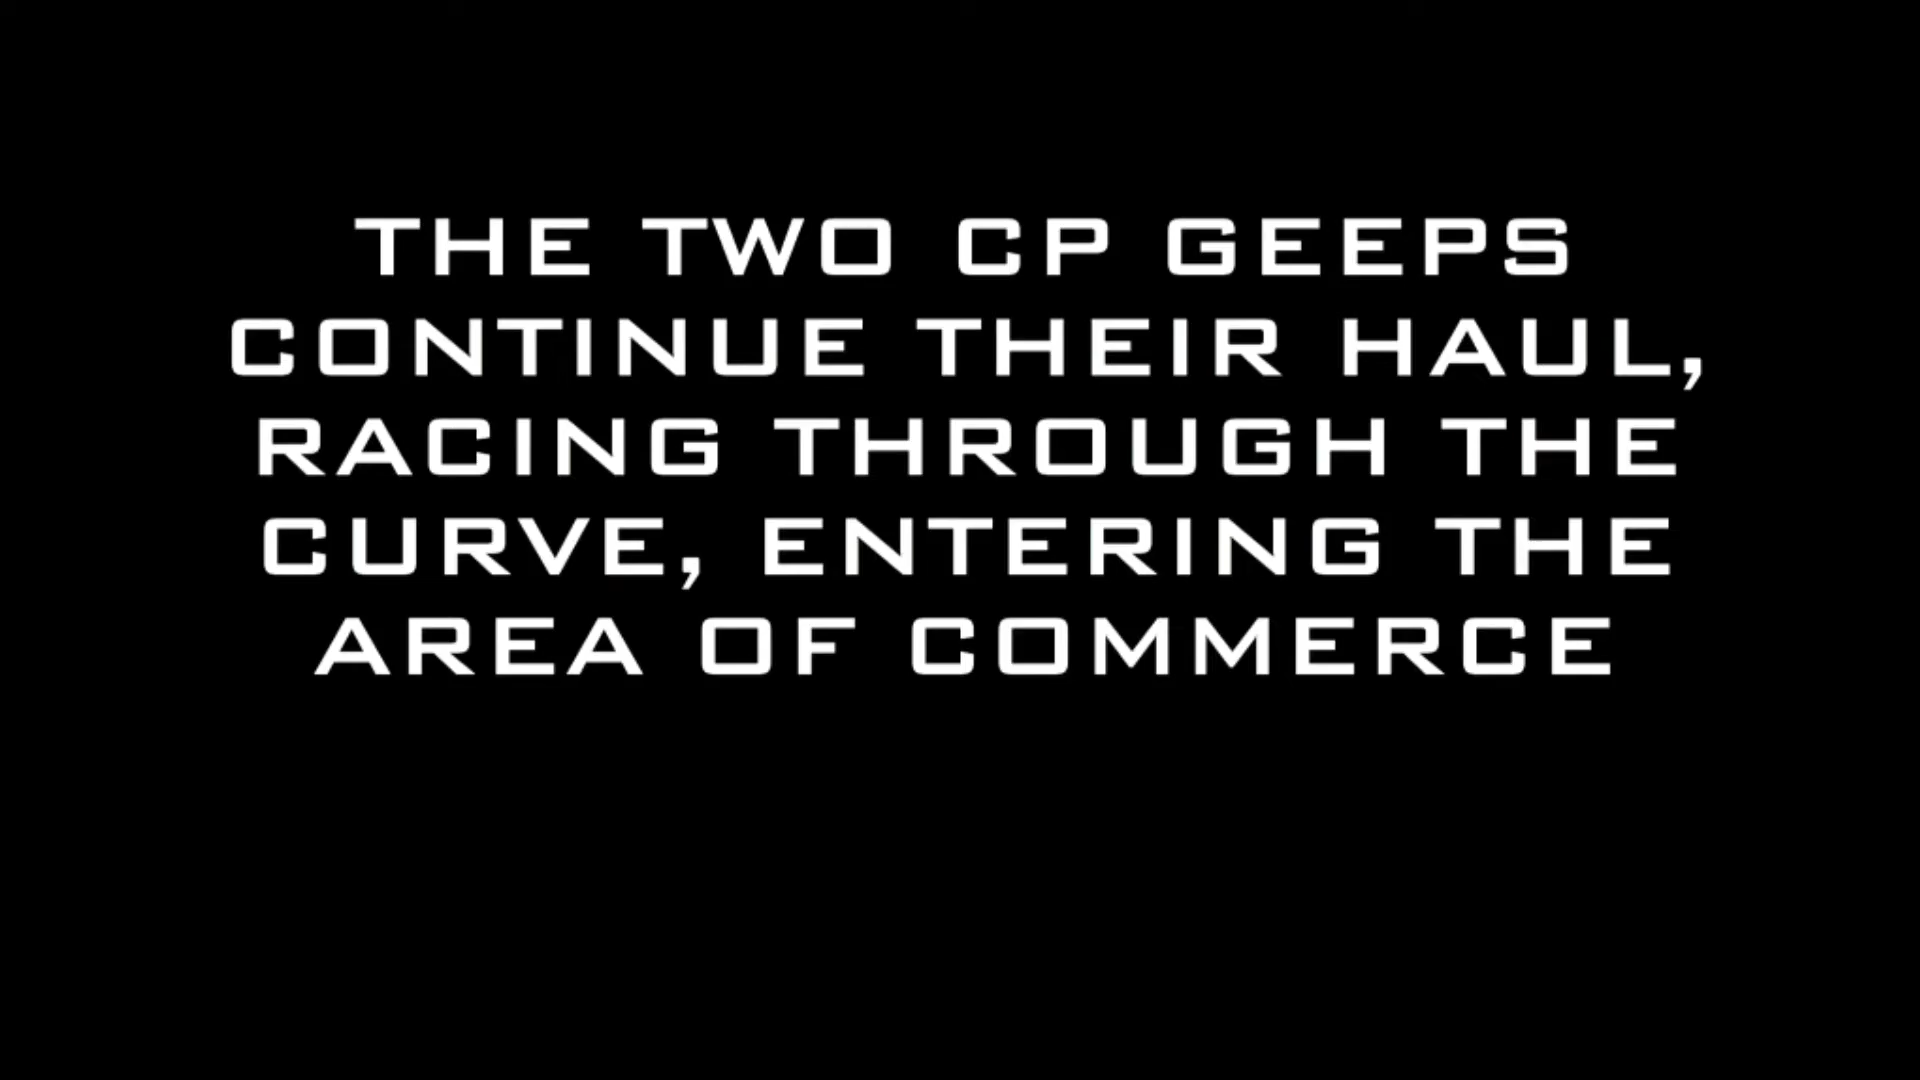 THE TWO CP GEEPS
CONTINUE THEIR HAUL,
RACING THROUGH THE
CURVE, ENTERING THE
AREA OF COMMERCE